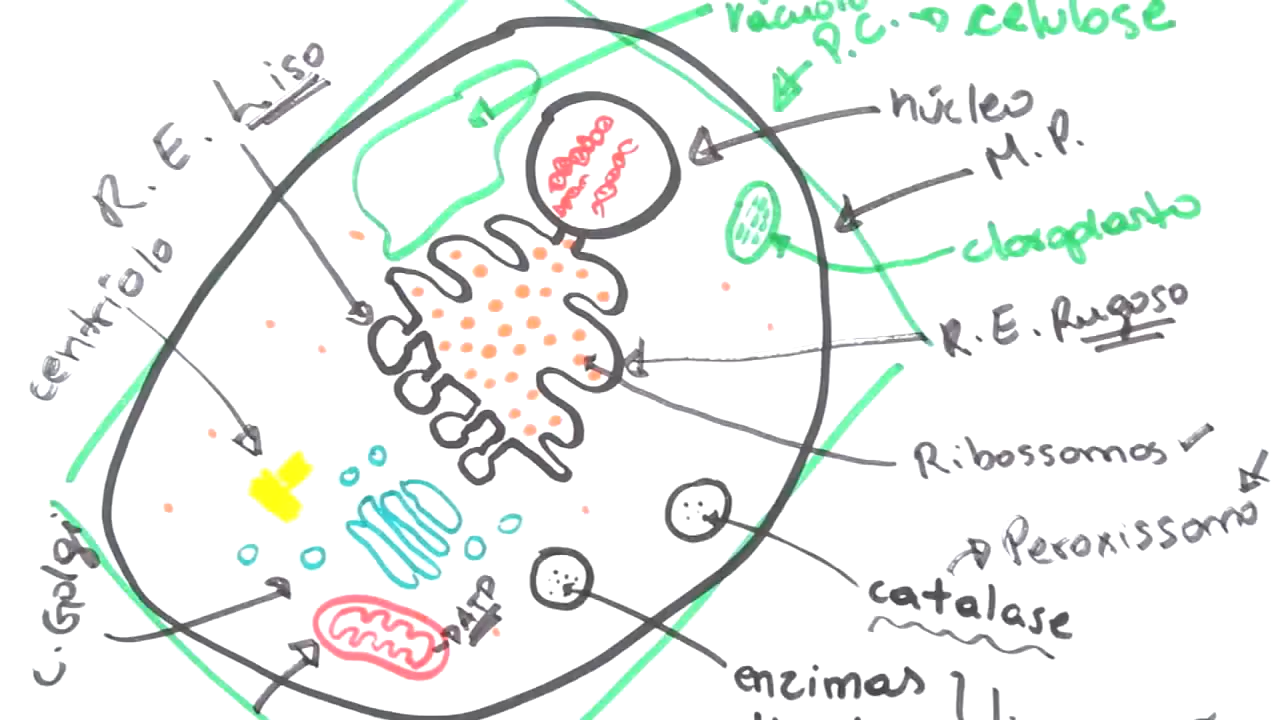 vacúolo
P.C. → celulose
R.E. Liso
núcleo
M.P.
cloroplasto
centríolo
R.E. Rugoso
Ribossomos
Peroxissomo
C. Golgi
ATP
catalase
enzimas